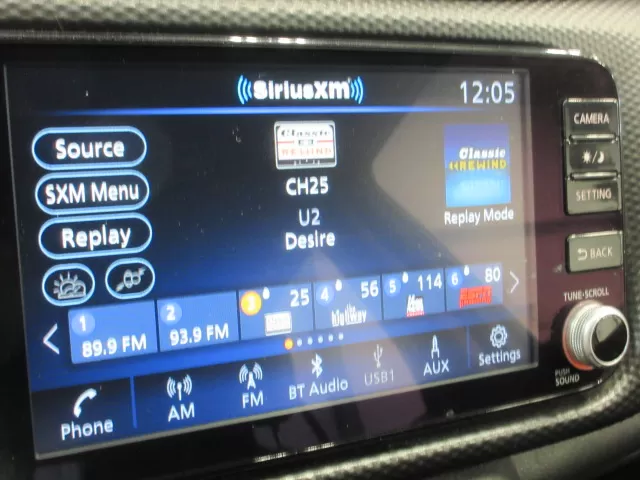 SiriusXM
12:05
CAMERA
SETTING
BACK
TUNE·SCROLL
PUSH SOUND
Source
SXM Menu
Replay
Classic
REWIND
CH25
U2
Desire
Classic
REWIND
Replay Mode
1
89.9 FM
2
93.9 FM
3
25
4
56
highway
5
114
6
80
Phone
AM
FM
BT Audio
USB1
AUX
Settings